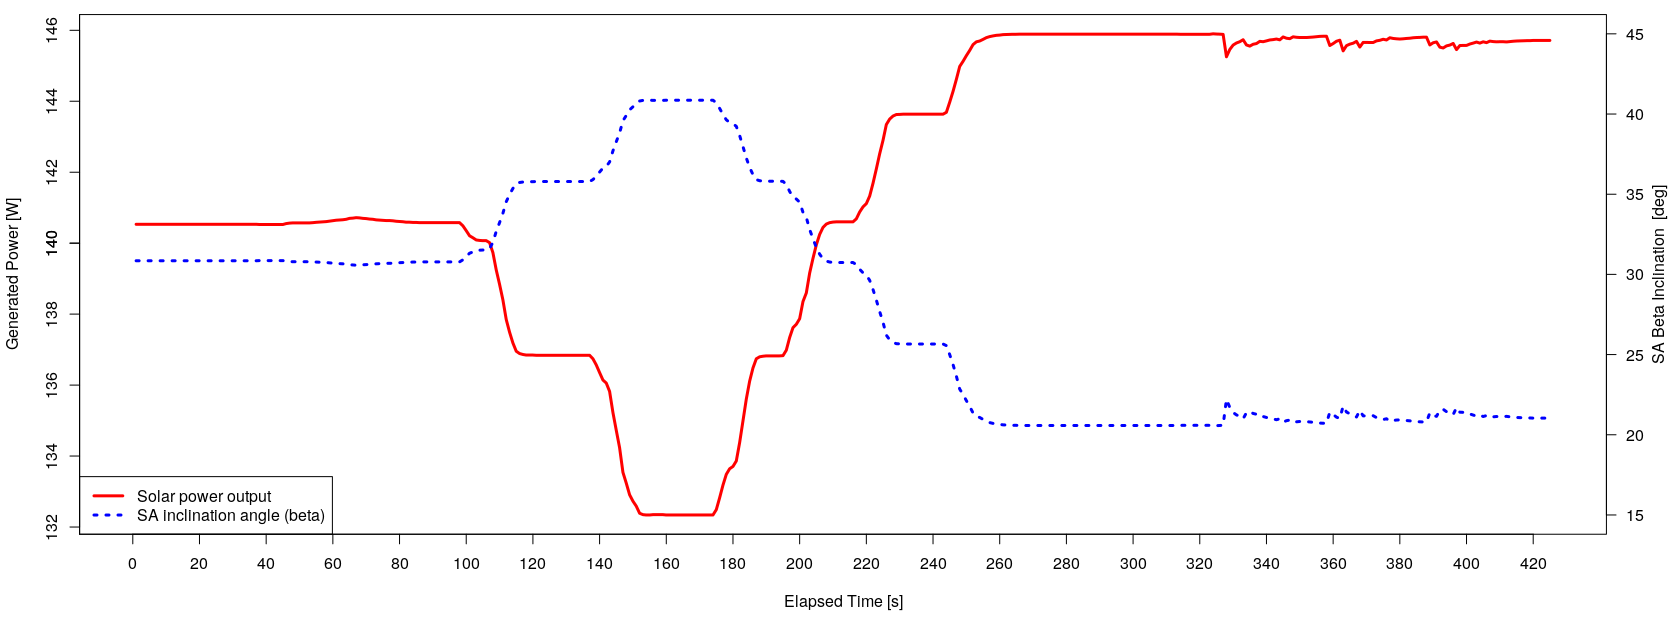 146
144
142
140
138
136
134
132
Generated Power [W]
45
40
35
30
25
20
15
SA Beta Inclination [deg]
Solar power output
SA inclination angle (beta)
0 20 40 60 80 100 120 140 160 180 200 220 240 260 280 300 320 340 360 380 400 420
Elapsed Time [s]